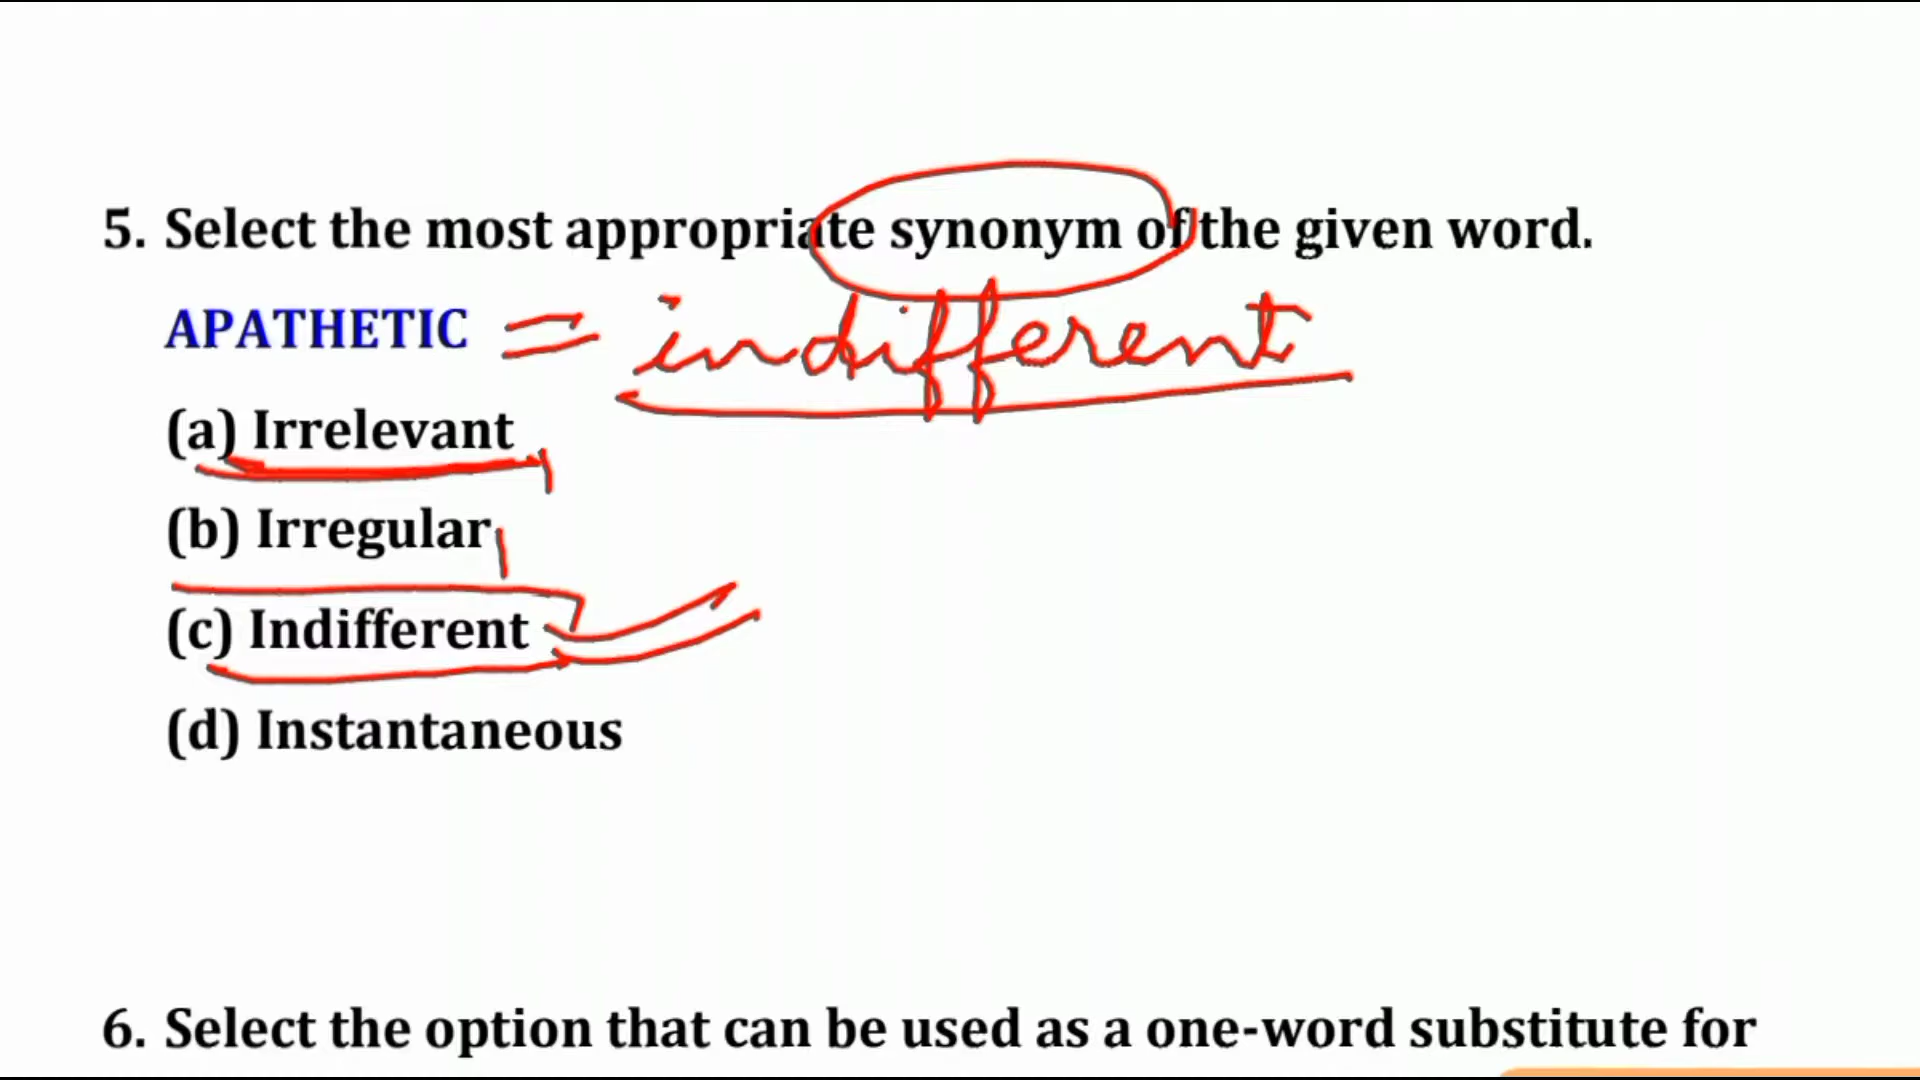 5. Select the most appropriate synonym of the given word.
APATHETIC = indifferent
(a) Irrelevant
(b) Irregular
(c) Indifferent
(d) Instantaneous
6. Select the option that can be used as a one-word substitute for